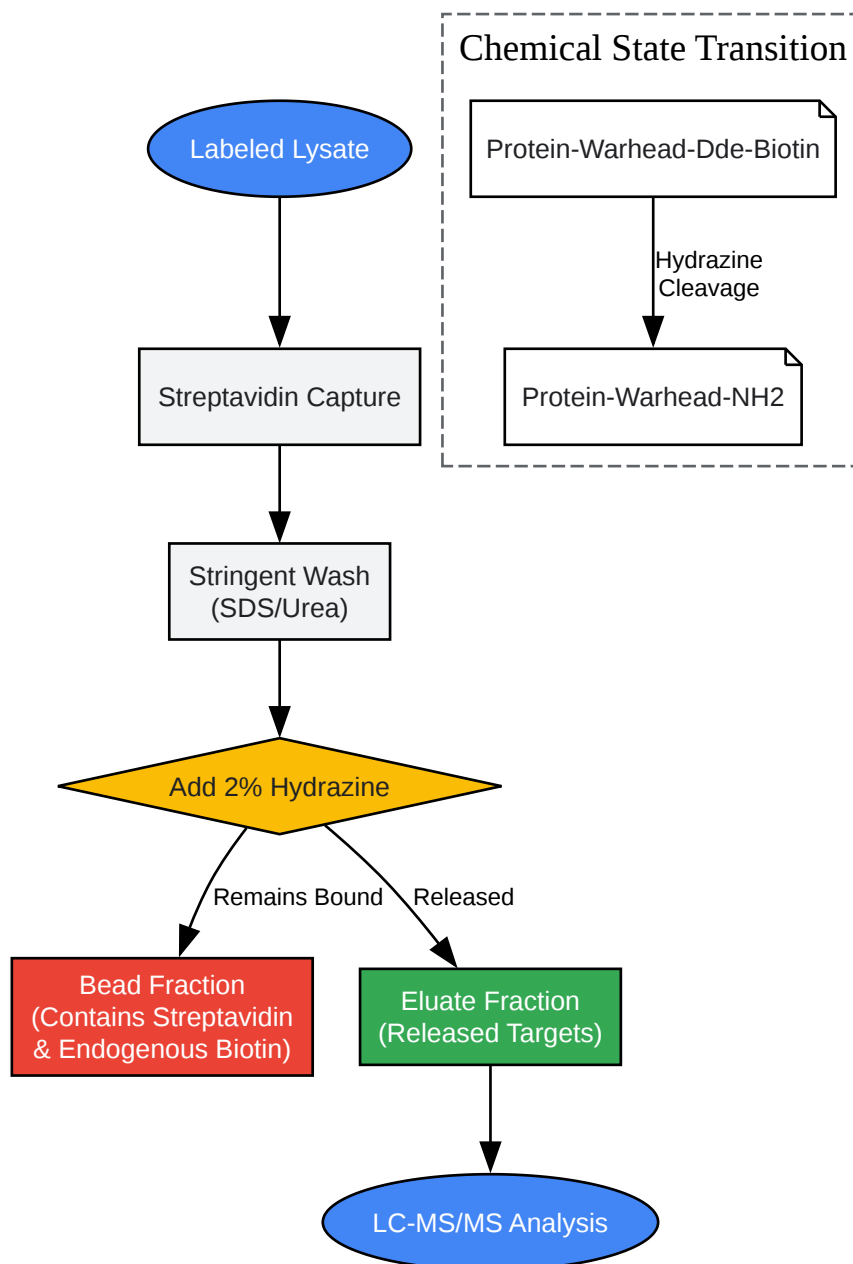 Chemical State Transition
Labeled Lysate
Protein-Warhead-Dde-Biotin
Hydrazine
Cleavage
Streptavidin Capture
Protein-Warhead-NH2
Stringent Wash
(SDS/Urea)
Add 2% Hydrazine
Remains Bound
Released
Bead Fraction
(Contains Streptavidin
& Endogenous Biotin)
Eluate Fraction
(Released Targets)
LC-MS/MS Analysis